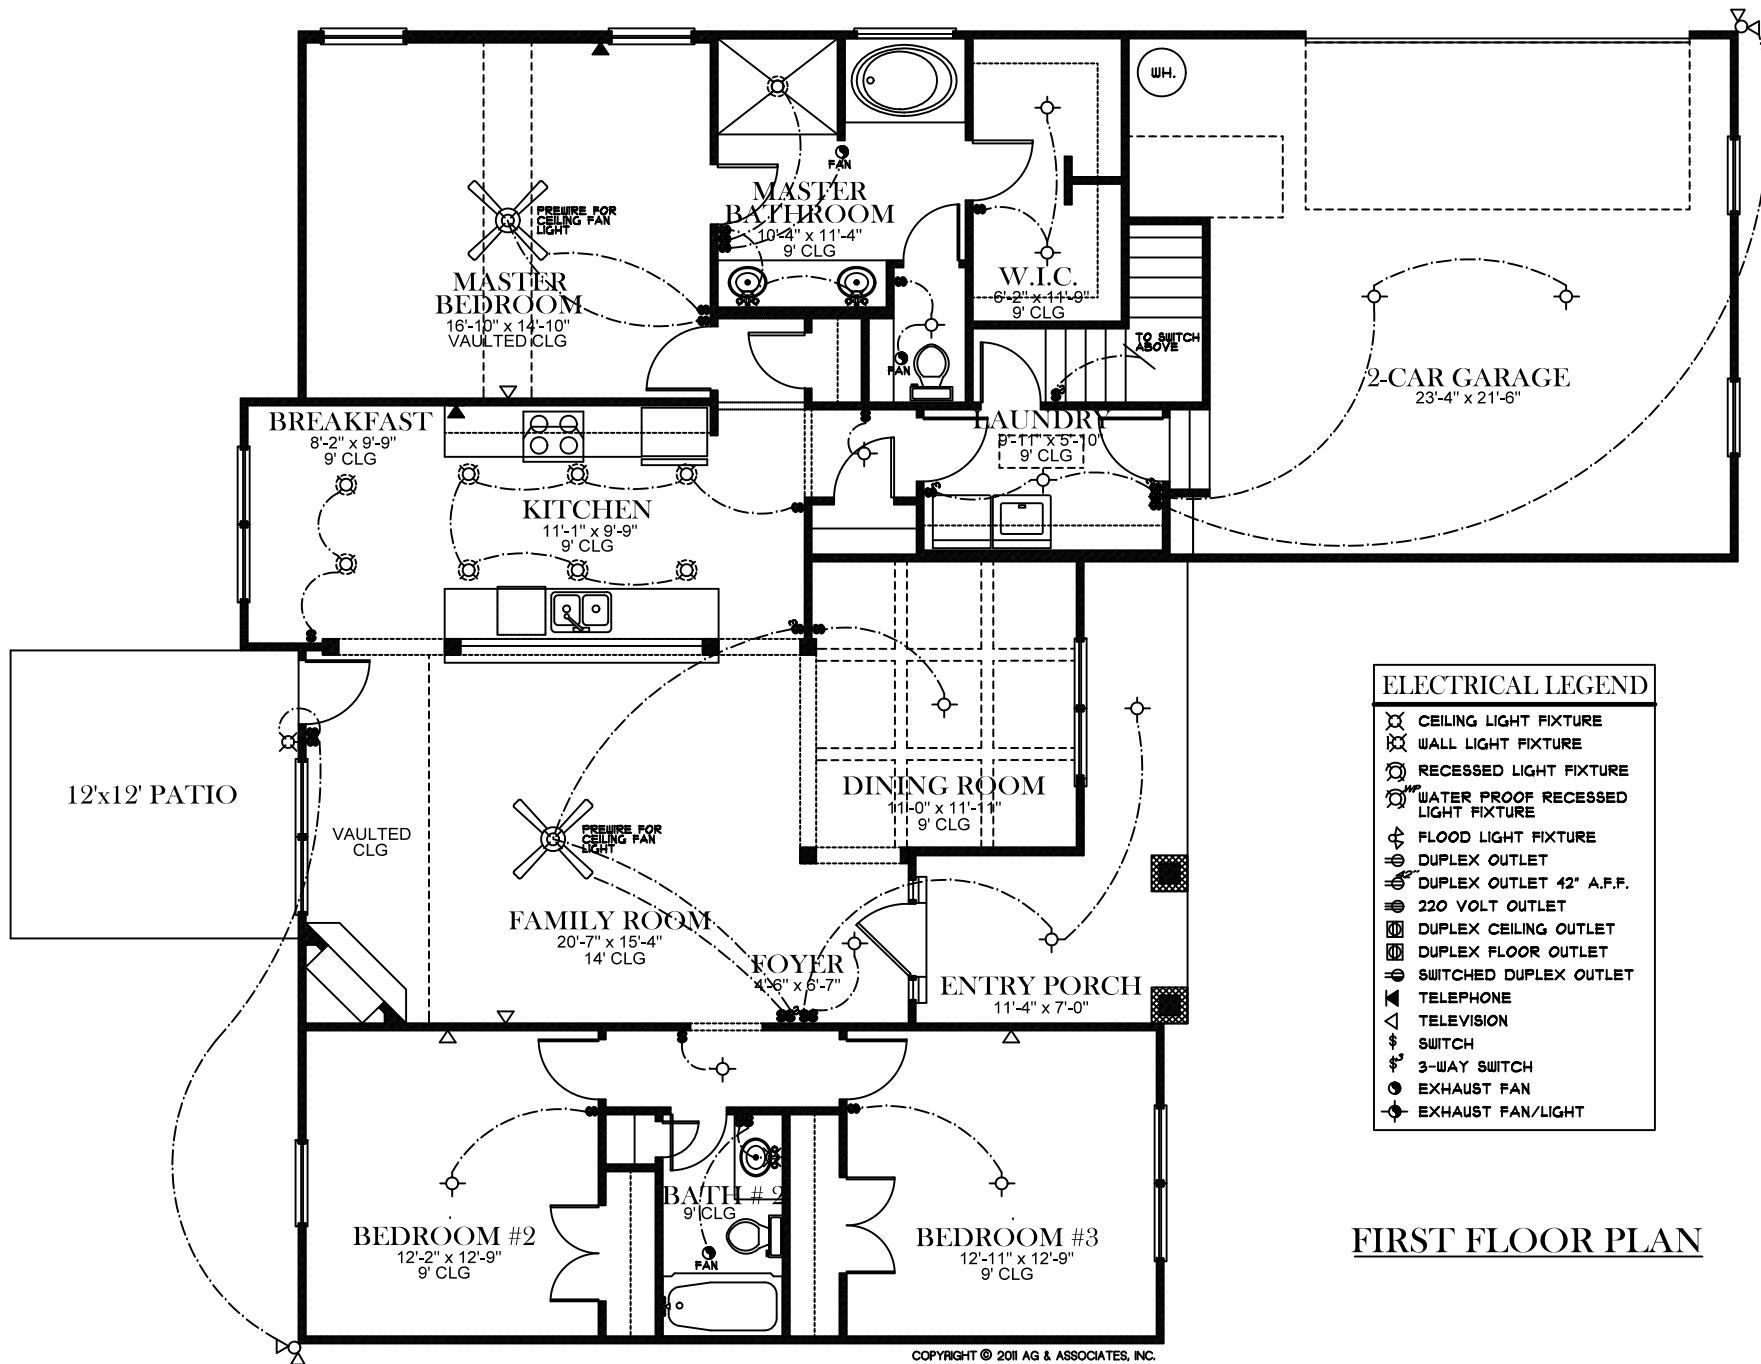 WH.
FAN
MASTER
BATHROOM
10'-4" x 11'-4"
9' CLG
PREWIRE FOR
CEILING FAN
LIGHT
MASTER
BEDROOM
16'-10" x 14'-10"
VAULTED CLG
W.I.C.
6'-2" x 11'-9"
9' CLG
TO SWITCH
ABOVE
FAN
3
2-CAR GARAGE
23'-4" x 21'-6"
BREAKFAST
8'-2" x 9'-9"
9' CLG
LAUNDRY
9'-11" x 5'-10"
9' CLG
3
3
KITCHEN
11'-1" x 9'-9"
9' CLG
3
DINING ROOM
11'-0" x 11'-11"
9' CLG
12'x12' PATIO
VAULTED
CLG
PREWIRE FOR
CEILING FAN
LIGHT
FAMILY ROOM
20'-7" x 15'-4"
14' CLG
FOYER
4'-6" x 6'-7"
3
ENTRY PORCH
11'-4" x 7'-0"
BATH # 2
9' CLG
FAN
BEDROOM #2
12'-2" x 12'-9"
9' CLG
BEDROOM #3
12'-11" x 12'-9"
9' CLG
ELECTRICAL LEGEND
CEILING LIGHT FIXTURE
WALL LIGHT FIXTURE
RECESSED LIGHT FIXTURE
WP WATER PROOF RECESSED
LIGHT FIXTURE
FLOOD LIGHT FIXTURE
DUPLEX OUTLET
42" DUPLEX OUTLET 42" A.F.F.
220 VOLT OUTLET
DUPLEX CEILING OUTLET
DUPLEX FLOOR OUTLET
SWITCHED DUPLEX OUTLET
TELEPHONE
TELEVISION
$ SWITCH
$3 3-WAY SWITCH
EXHAUST FAN
EXHAUST FAN/LIGHT
FIRST FLOOR PLAN
COPYRIGHT © 2011 AG & ASSOCIATES, INC.